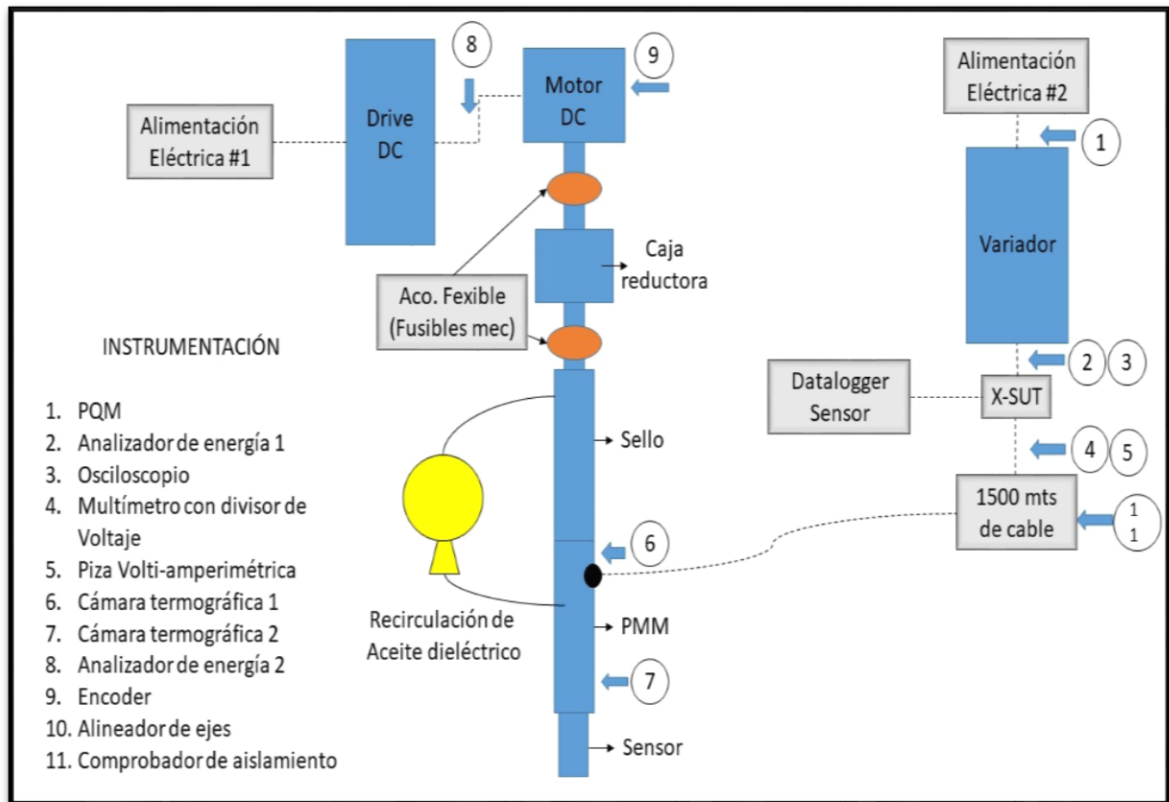 8
9
Alimentación
Eléctrica #1
Drive
DC
Motor
DC
Alimentación
Eléctrica #2
1
Variador
Caja
reductora
Aco. Fexible
(Fusibles mec)
2
3
Datalogger
Sensor
X-SUT
4
5
1500 mts
de cable
1
1
Sello
6
PMM
7
Sensor
Recirculación de
Aceite dieléctrico
INSTRUMENTACIÓN
1. PQM
2. Analizador de energía 1
3. Osciloscopio
4. Multímetro con divisor de
Voltaje
5. Piza Volti-amperimétrica
6. Cámara termográfica 1
7. Cámara termográfica 2
8. Analizador de energía 2
9. Encoder
10. Alineador de ejes
11. Comprobador de aislamiento